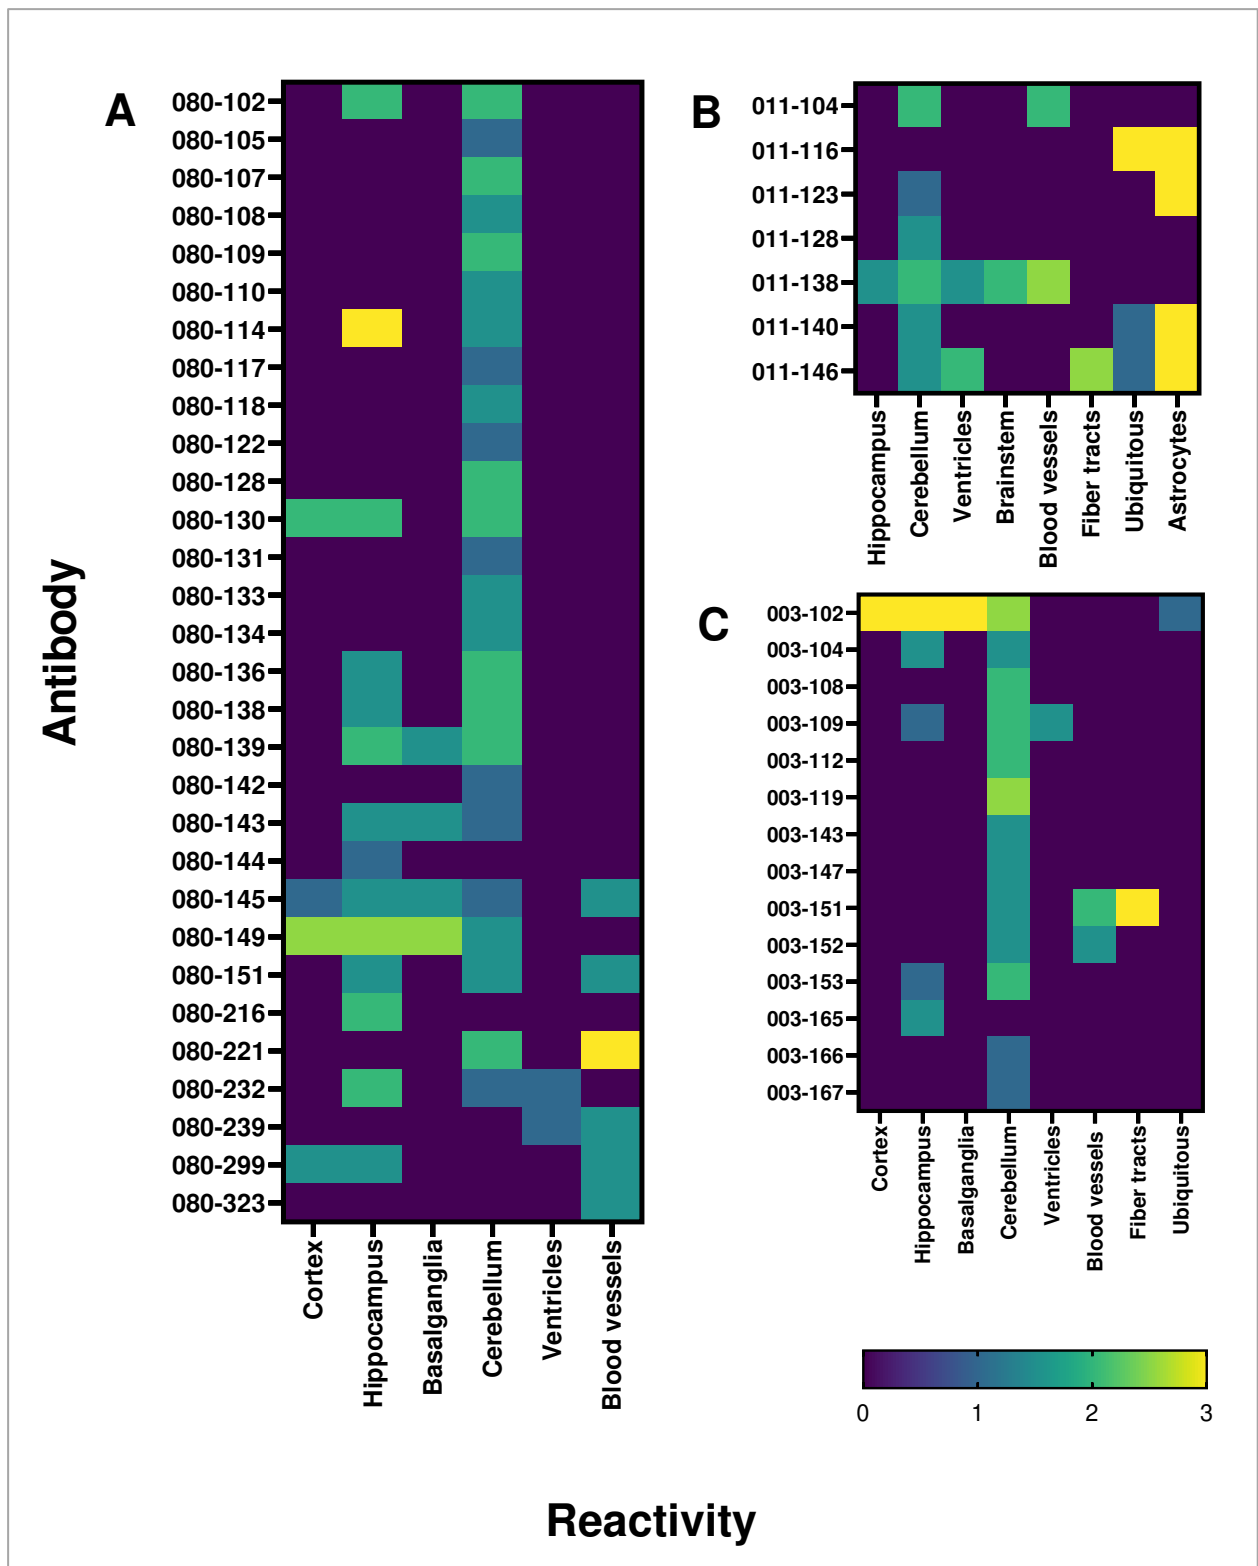 A
080-102
080-105
080-107
080-108
080-109
080-110
080-114
080-117
080-118
080-122
080-128
080-130
080-131
080-133
080-134
080-136
080-138
080-139
080-142
080-143
080-144
080-145
080-149
080-151
080-216
080-221
080-232
080-239
080-299
080-323
Cortex
Hippocampus
Basalganglia
Cerebellum
Ventricles
Blood vessels
B
011-104
011-116
011-123
011-128
011-138
011-140
011-146
Hippocampus
Cerebellum
Ventricles
Brainstem
Blood vessels
Fiber tracts
Ubiquitous
Astrocytes
C
003-102
003-104
003-108
003-109
003-112
003-119
003-143
003-147
003-151
003-152
003-153
003-165
003-166
003-167
Cortex
Hippocampus
Basalganglia
Cerebellum
Ventricles
Blood vessels
Fiber tracts
Ubiquitous
0 1 2 3
Antibody
Reactivity